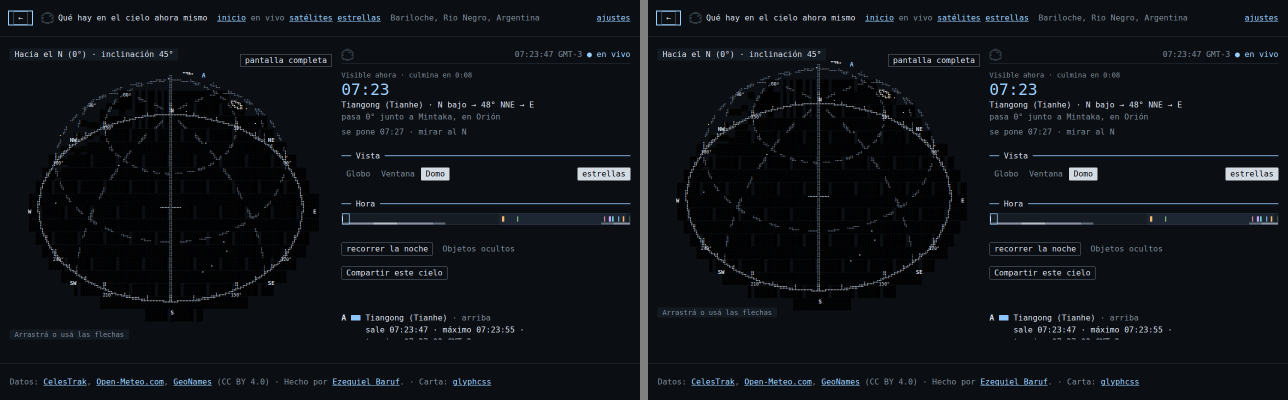 ← Qué hay en el cielo ahora mismo inicio en vivo satélites estrellas Bariloche, Río Negro, Argentina ajustes
Hacia el N (0°) · inclinación 45°
pantalla completa
A
N
NW
NE
W
E
SW
SE
S
210°
150°
Arrastrá o usá las flechas
07:23:47 GMT-3 ● en vivo
Visible ahora · culmina en 0:08
07:23
Tiangong (Tianhe) · N bajo → 48° NNE → E
pasa 0° junto a Mintaka, en Orión
se pone 07:27 · mirar al N
Vista
Globo Ventana Domo estrellas
Hora
recorrer la noche Objetos ocultos
Compartir este cielo
A Tiangong (Tianhe) · arriba
sale 07:23:47 · máximo 07:23:55 ·
Datos: CelesTrak, Open-Meteo.com, GeoNames (CC BY 4.0) · Hecho por Ezequiel Baruf. · Carta: glyphcss
← Qué hay en el cielo ahora mismo inicio en vivo satélites estrellas Bariloche, Río Negro, Argentina ajustes
Hacia el N (0°) · inclinación 45°
pantalla completa
A
N
NW
NE
W
E
SW
SE
S
210°
150°
Arrastrá o usá las flechas
07:23:47 GMT-3 ● en vivo
Visible ahora · culmina en 0:08
07:23
Tiangong (Tianhe) · N bajo → 48° NNE → E
pasa 0° junto a Mintaka, en Orión
se pone 07:27 · mirar al N
Vista
Globo Ventana Domo estrellas
Hora
recorrer la noche Objetos ocultos
Compartir este cielo
A Tiangong (Tianhe) · arriba
sale 07:23:47 · máximo 07:23:55 ·
Datos: CelesTrak, Open-Meteo.com, GeoNames (CC BY 4.0) · Hecho por Ezequiel Baruf. · Carta: glyphcss